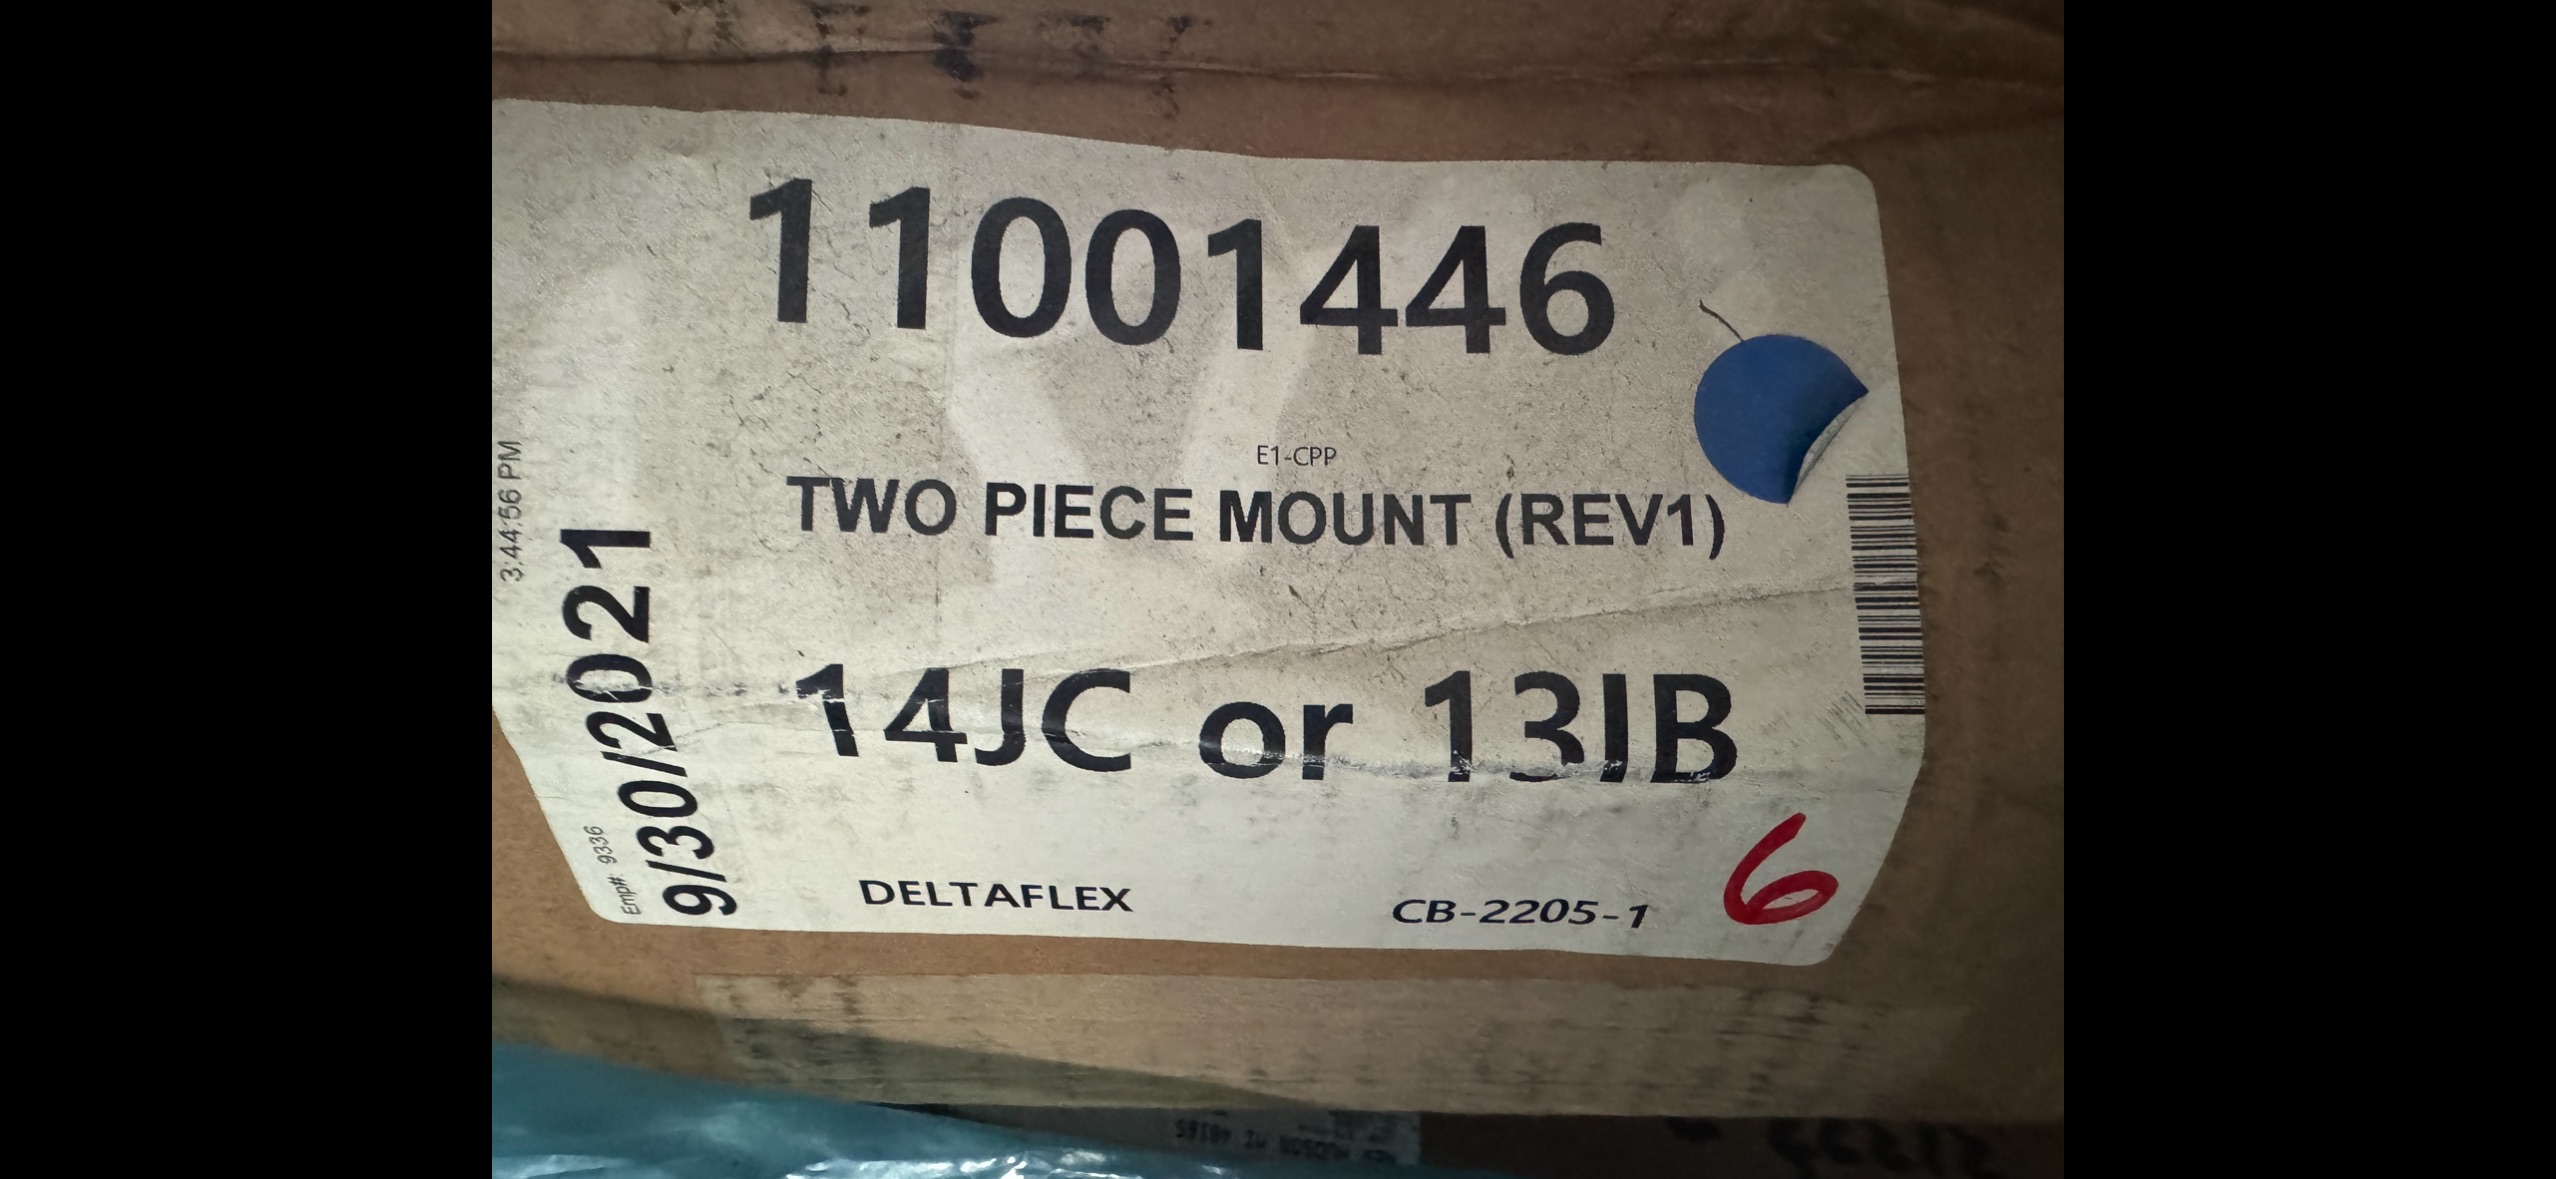 11001446
E1-CPP
TWO PIECE MOUNT (REV1)
14JC or 13IB
DELTAFLEX
CB-2205-1
6
9/30/2021
3:44:56 PM
Emp#: 9336